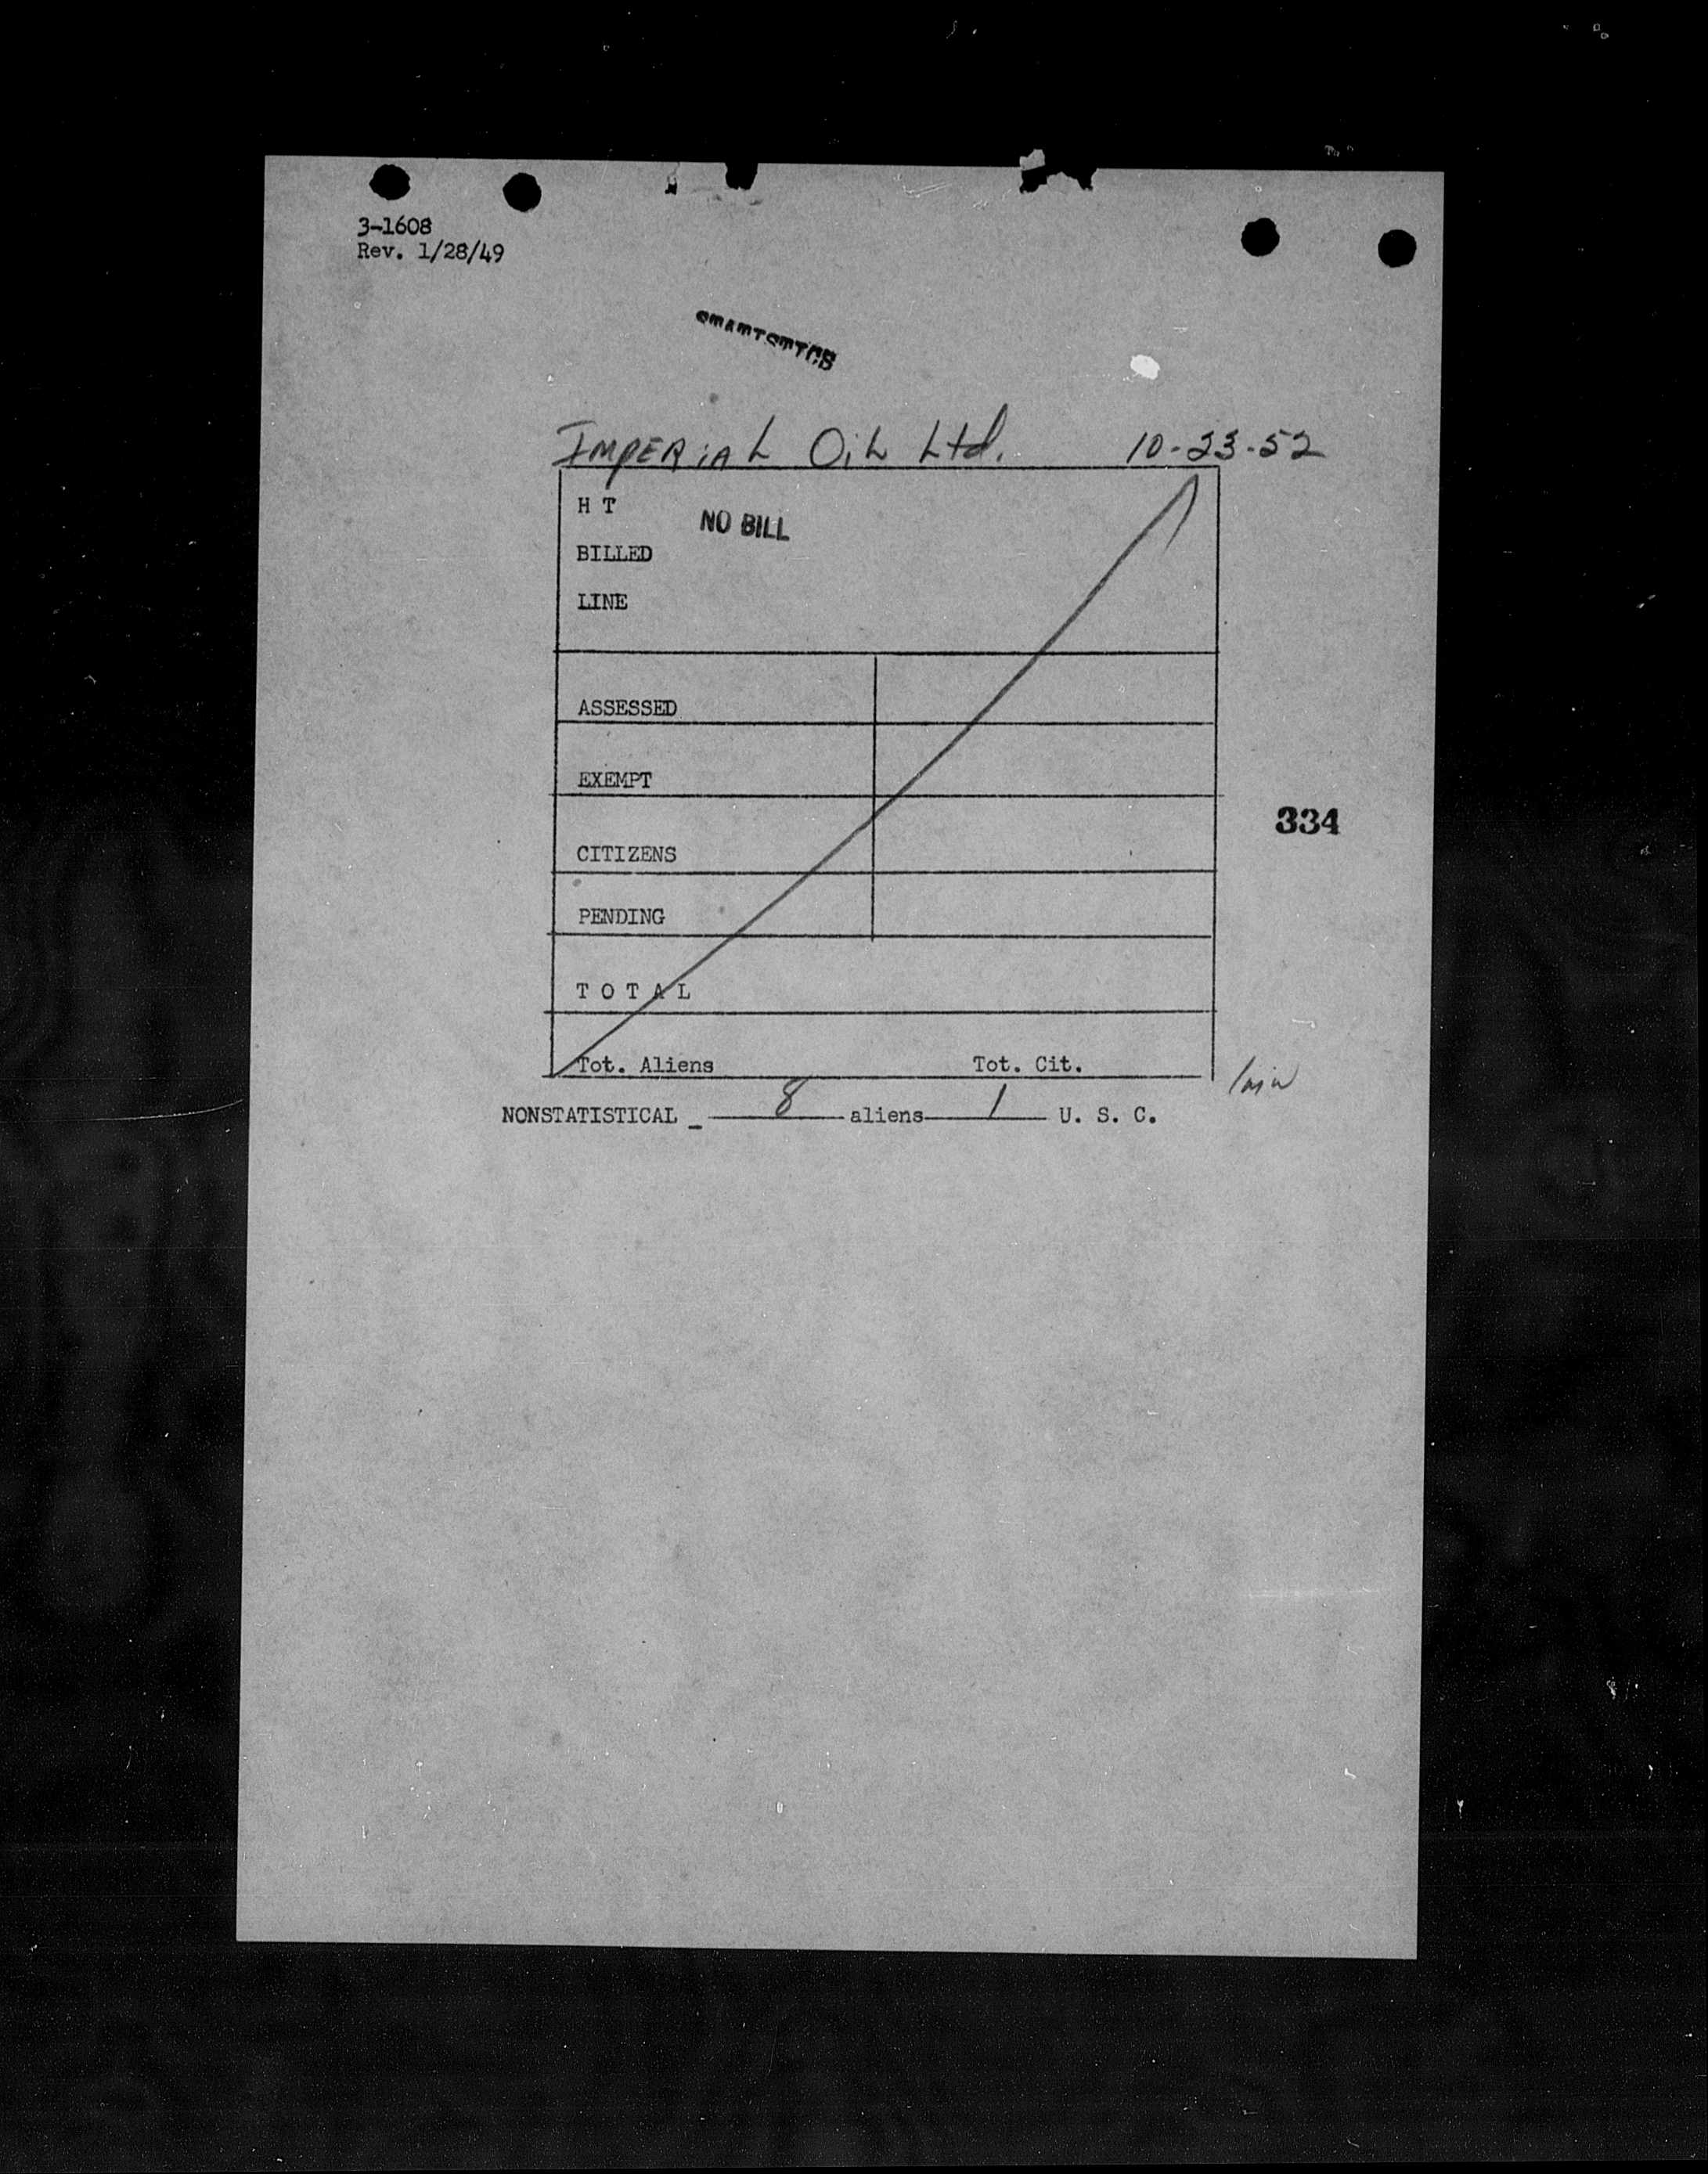 3-1608
Rev. 1/28/49
STATISTICS
IMPERIAL OIL Ltd. 10-23-52
H T
NO BILL
BILLED
LINE
ASSESSED
EXEMPT
334
CITIZENS
PENDING
T O T A L
Tot. Aliens Tot. Cit.
NONSTATISTICAL _ 8 aliens 1 U. S. C.